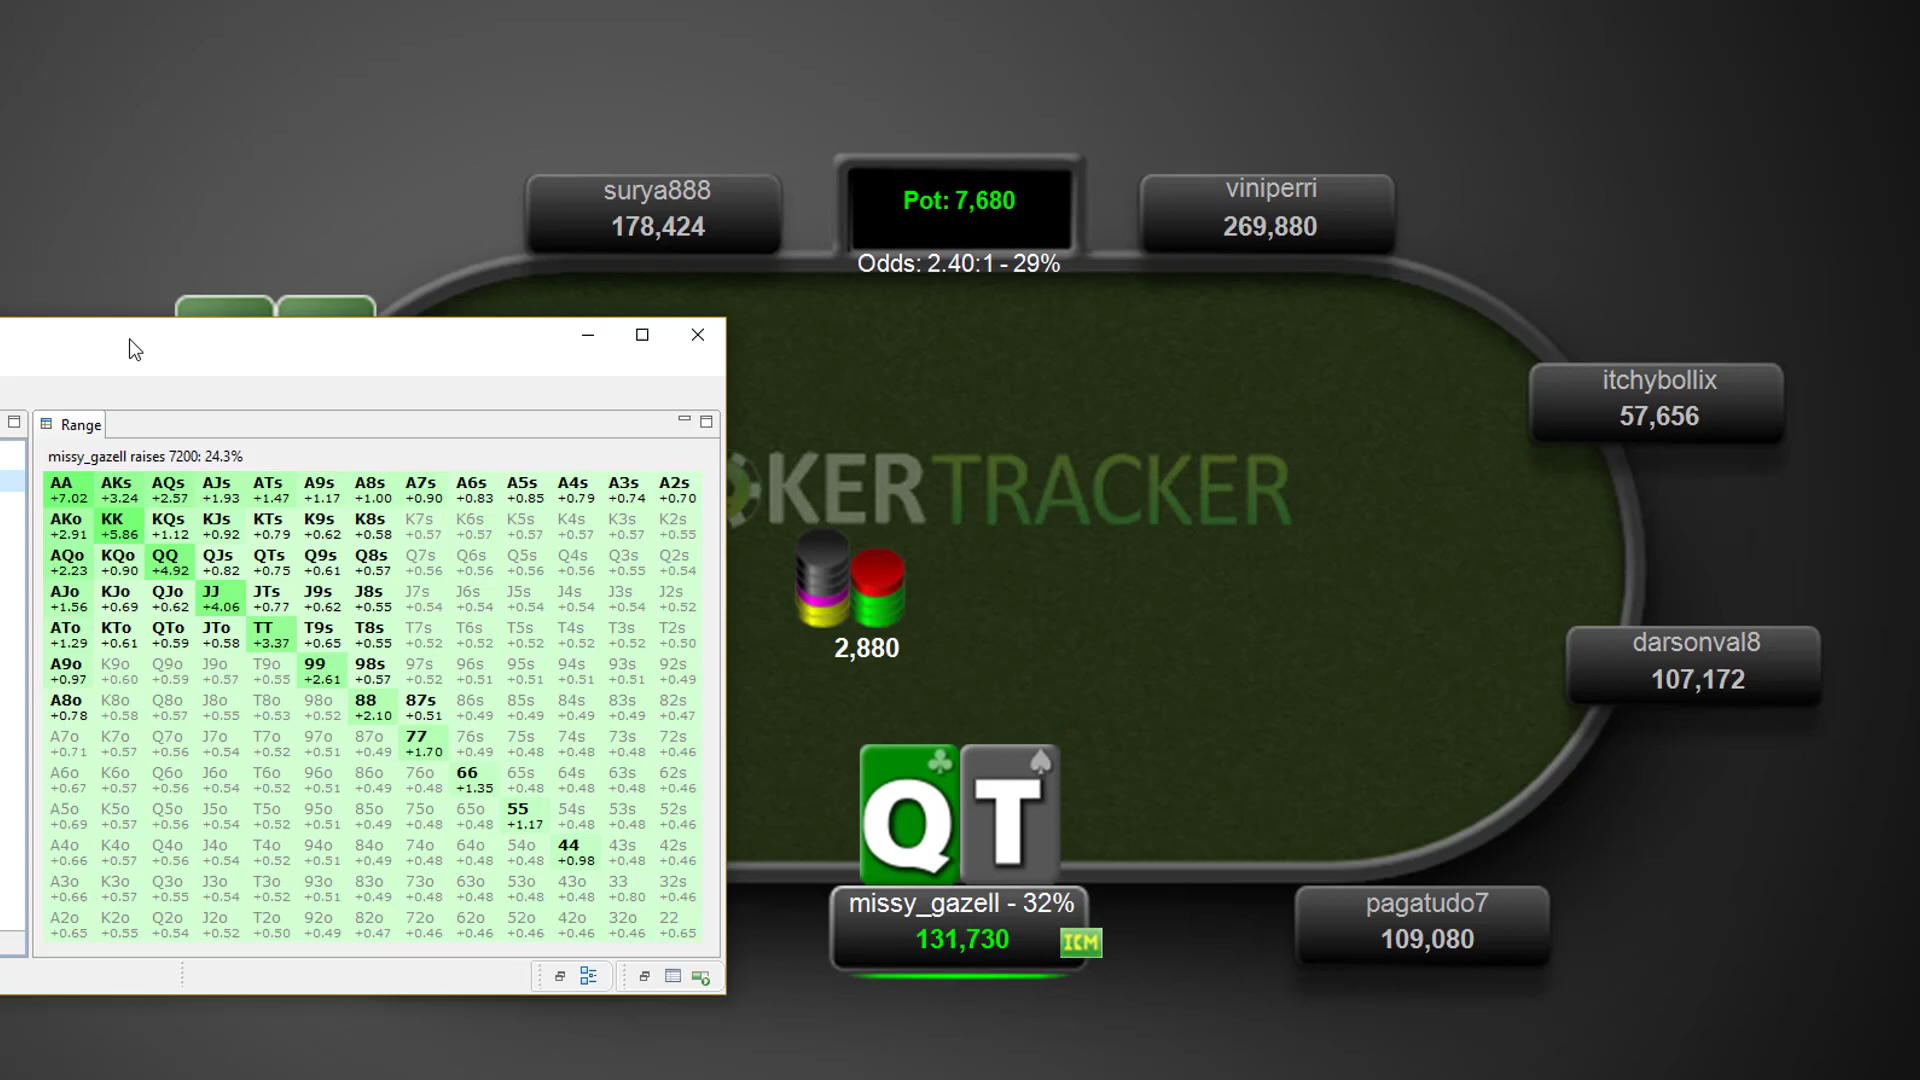 surya888
178,424
Pot: 7,680
Odds: 2.40:1 - 29%
viniperri
269,880
itchybollix
57,656
darsonval8
107,172
pagatudo7
109,080
KERTRACKER
2,880
Q T
missy_gazell - 32%
131,730
ICM
Range
missy_gazell raises 7200: 24.3%
AA AKs AQs AJs ATs A9s A8s A7s A6s A5s A4s A3s A2s
+7.02 +3.24 +2.57 +1.93 +1.47 +1.17 +1.00 +0.90 +0.83 +0.85 +0.79 +0.74 +0.70
AKo KK KQs KJs KTs K9s K8s K7s K6s K5s K4s K3s K2s
+2.91 +5.86 +1.12 +0.92 +0.79 +0.62 +0.58 +0.57 +0.57 +0.57 +0.57 +0.57 +0.55
AQo KQo QQ QJs QTs Q9s Q8s Q7s Q6s Q5s Q4s Q3s Q2s
+2.23 +0.90 +4.92 +0.82 +0.75 +0.61 +0.57 +0.56 +0.56 +0.56 +0.56 +0.55 +0.54
AJo KJo QJo JJ JTs J9s J8s J7s J6s J5s J4s J3s J2s
+1.56 +0.69 +0.62 +4.06 +0.77 +0.62 +0.55 +0.54 +0.54 +0.54 +0.54 +0.54 +0.52
ATo KTo QTo JTo TT T9s T8s T7s T6s T5s T4s T3s T2s
+1.29 +0.61 +0.59 +0.58 +3.37 +0.65 +0.55 +0.52 +0.52 +0.52 +0.52 +0.52 +0.50
A9o K9o Q9o J9o T9o 99 98s 97s 96s 95s 94s 93s 92s
+0.97 +0.60 +0.59 +0.57 +0.55 +2.61 +0.57 +0.52 +0.51 +0.51 +0.51 +0.51 +0.49
A8o K8o Q8o J8o T8o 98o 88 87s 86s 85s 84s 83s 82s
+0.78 +0.58 +0.57 +0.55 +0.53 +0.52 +2.10 +0.51 +0.49 +0.49 +0.49 +0.49 +0.47
A7o K7o Q7o J7o T7o 97o 87o 77 76s 75s 74s 73s 72s
+0.71 +0.57 +0.56 +0.54 +0.52 +0.51 +0.49 +1.70 +0.49 +0.48 +0.48 +0.48 +0.46
A6o K6o Q6o J6o T6o 96o 86o 76o 66 65s 64s 63s 62s
+0.67 +0.57 +0.56 +0.54 +0.52 +0.51 +0.49 +0.48 +1.35 +0.48 +0.48 +0.48 +0.46
A5o K5o Q5o J5o T5o 95o 85o 75o 65o 55 54s 53s 52s
+0.69 +0.57 +0.56 +0.54 +0.52 +0.51 +0.49 +0.48 +0.48 +1.17 +0.48 +0.48 +0.46
A4o K4o Q4o J4o T4o 94o 84o 74o 64o 54o 44 43s 42s
+0.66 +0.57 +0.56 +0.54 +0.52 +0.51 +0.49 +0.48 +0.48 +0.48 +0.98 +0.48 +0.46
A3o K3o Q3o J3o T3o 93o 83o 73o 63o 53o 43o 33 32s
+0.66 +0.57 +0.55 +0.54 +0.52 +0.51 +0.49 +0.48 +0.48 +0.48 +0.48 +0.80 +0.46
A2o K2o Q2o J2o T2o 92o 82o 72o 62o 52o 42o 32o 22
+0.65 +0.55 +0.54 +0.52 +0.50 +0.49 +0.47 +0.46 +0.46 +0.46 +0.46 +0.46 +0.65